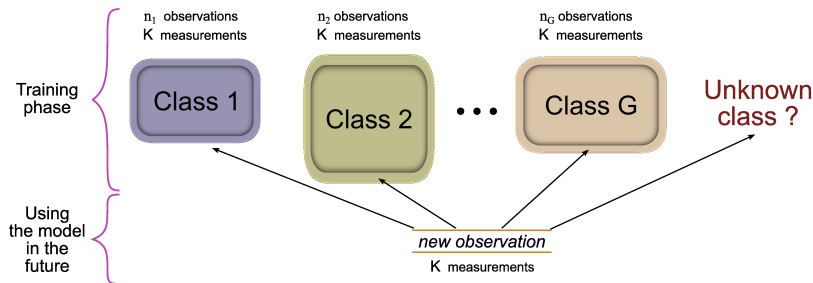 n₁ observations
K measurements
n₂ observations
K measurements
n_G observations
K measurements
Training
phase
Class 1
Class 2
Class G
Unknown
class ?
Using
the model
in the
future
new observation
K measurements